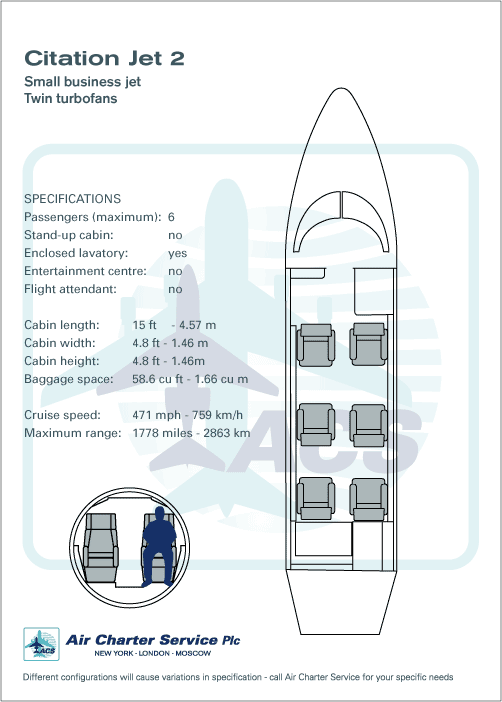 Citation Jet 2
Small business jet
Twin turbofans
SPECIFICATIONS
Passengers (maximum): 6
Stand-up cabin: no
Enclosed lavatory: yes
Entertainment centre: no
Flight attendant: no
Cabin length: 15 ft - 4.57 m
Cabin width: 4.8 ft - 1.46 m
Cabin height: 4.8 ft - 1.46m
Baggage space: 58.6 cu ft - 1.66 cu m
Cruise speed: 471 mph - 759 km/h
Maximum range: 1778 miles - 2863 km
ACS
ACS
Air Charter Service Plc
NEW YORK - LONDON - MOSCOW
Different configurations will cause variations in specification - call Air Charter Service for your specific needs